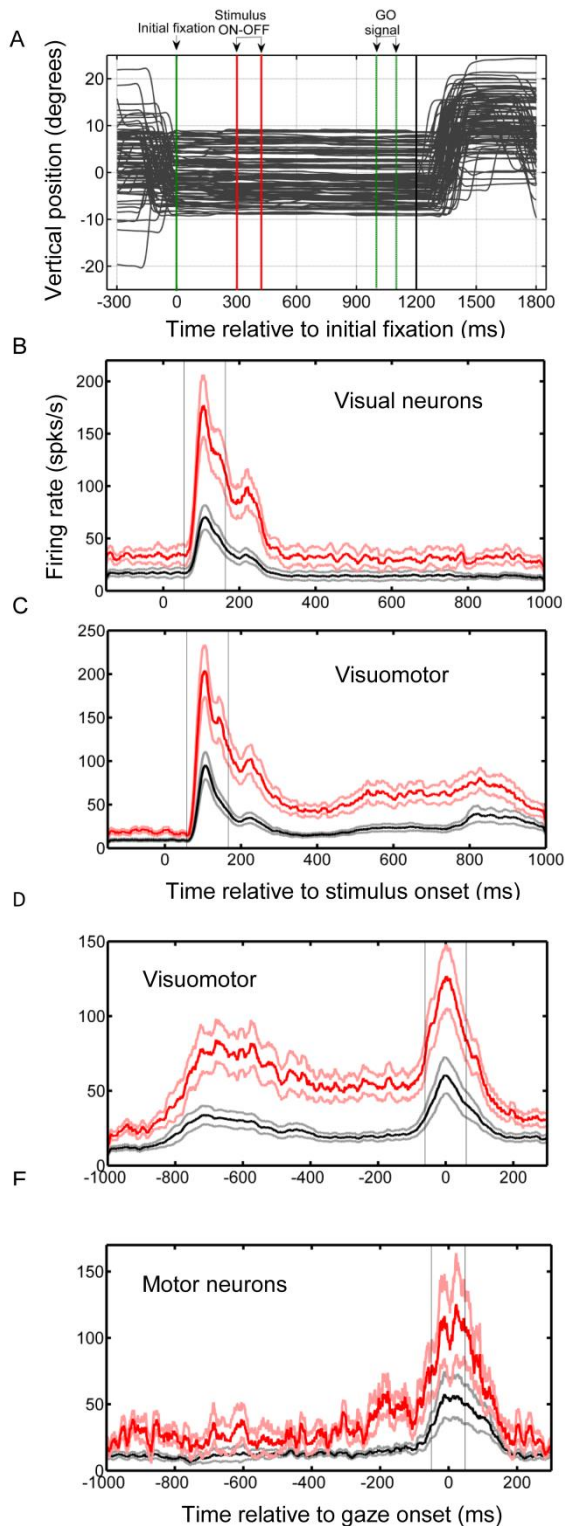 Initial fixation
Stimulus
ON-OFF
GO
signal
A
Vertical position (degrees)
20
10
0
-10
-20
-300 0 300 600 900 1200 1500 1800
Time relative to initial fixation (ms)
B
Visual neurons
Firing rate (spks/s)
200
150
100
50
0
0 200 400 600 800 1000
C
Visuomotor
250
200
150
100
50
0
0 200 400 600 800 1000
Time relative to stimulus onset (ms)
D
Visuomotor
150
100
50
0
-1000 -800 -600 -400 -200 0 200
F
Motor neurons
150
100
50
0
-1000 -800 -600 -400 -200 0 200
Time relative to gaze onset (ms)